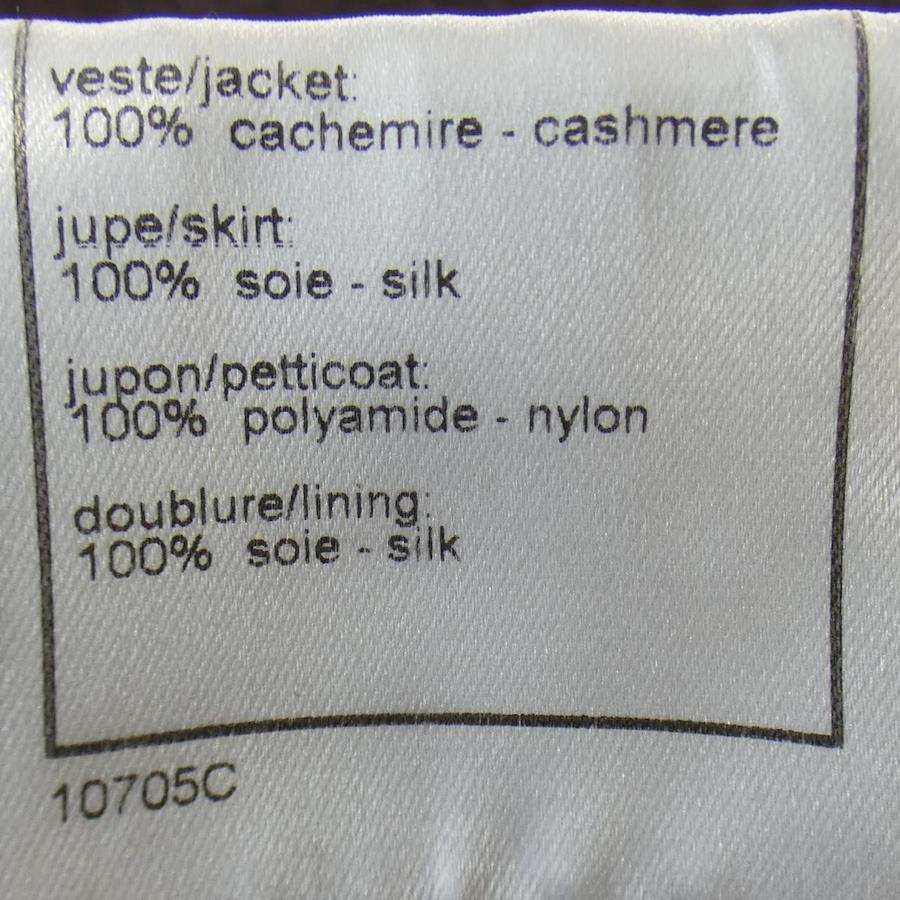 veste/jacket:
100% cachemire - cashmere
jupe/skirt:
100% soie - silk
jupon/petticoat:
100% polyamide - nylon
doublure/lining:
100% soie - silk
10705C